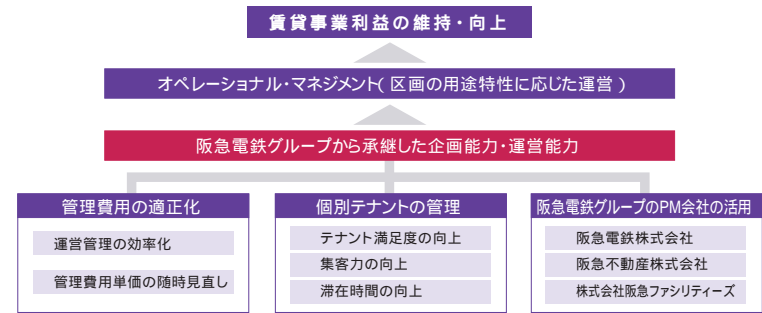 賃貸事業利益の維持・向上
オペレーショナル・マネジメント(区画の用途特性に応じた運営)
阪急電鉄グループから承継した企画能力・運営能力
管理費用の適正化
運営管理の効率化
管理費用単価の随時見直し
個別テナントの管理
テナント満足度の向上
集客力の向上
滞在時間の向上
阪急電鉄グループのPM会社の活用
阪急電鉄株式会社
阪急不動産株式会社
株式会社阪急ファシリティーズ